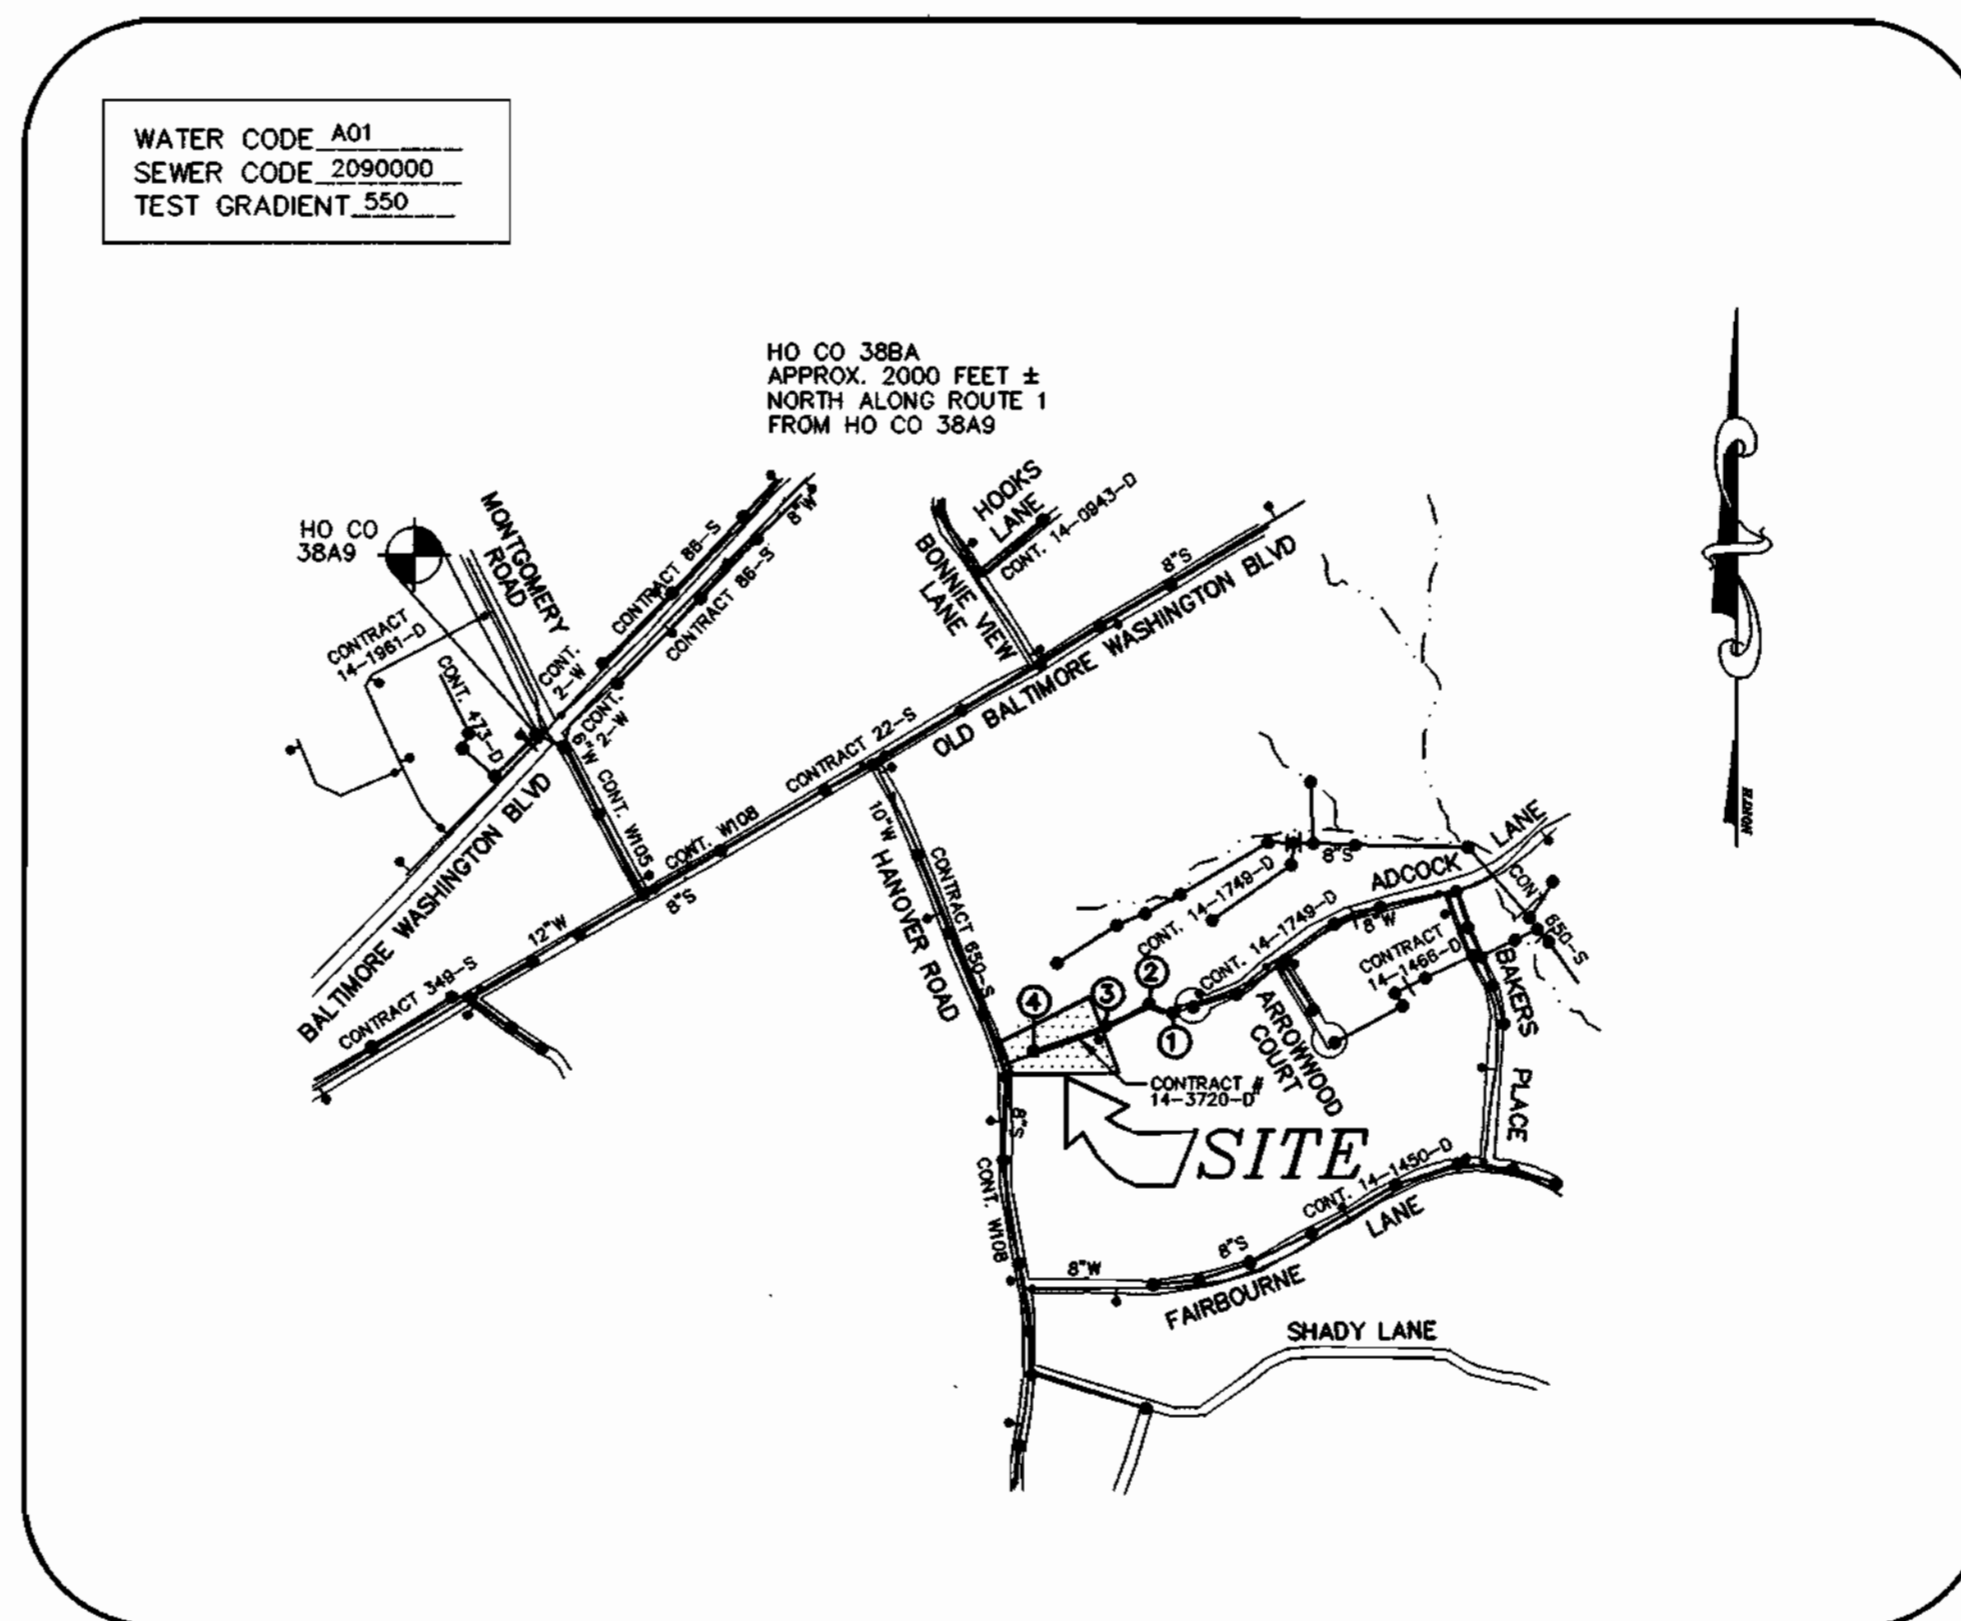 WATER CODE A01
SEWER CODE 2090000
TEST GRADIENT 550
HO CO 38BA
APPROX. 2000 FEET ±
NORTH ALONG ROUTE 1
FROM HO CO 38A9
HO CO
38A9
MONTGOMERY
ROAD
CONTRACT 86-S
8"W
CONTRACT 86-S
HOOKS
LANE
CONT. 14-0943-D
BONNIE VIEW
LANE
8"S
OLD BALTIMORE WASHINGTON BLVD
CONTRACT
14-1961-D
CONT. 473-D
CONT.
2-W
CONT.
2-W
6"W
CONT. W105
CONTRACT 22-S
CONT. W108
8"S
BALTIMORE WASHINGTON BLVD
12"W
CONTRACT 349-S
10"W
HANOVER ROAD
CONTRACT 650-S
CONT. 14-1749-D
8"S
ADCOCK LANE
CONT. 14-1749-D
8"W
CONT 650-S
CONTRACT
14-1466-D
BAKERS PLACE
ARROWWOOD
COURT
4
3
2
1
CONTRACT #
14-3720-D
SITE
8"S
CONT. W108
8"W
8"S
CONT. 14-1450-D
FAIRBOURNE LANE
SHADY LANE